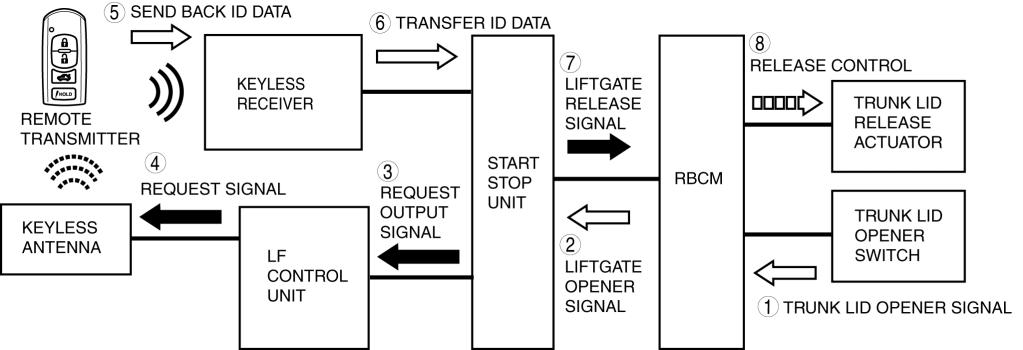 ⑤ SEND BACK ID DATA
⑥ TRANSFER ID DATA
HOLD
REMOTE
TRANSMITTER
KEYLESS
RECEIVER
⑦
LIFTGATE
RELEASE
SIGNAL
⑧
RELEASE CONTROL
TRUNK LID
RELEASE
ACTUATOR
④
REQUEST SIGNAL
③
REQUEST
OUTPUT
SIGNAL
START
STOP
UNIT
RBCM
KEYLESS
ANTENNA
LF
CONTROL
UNIT
②
LIFTGATE
OPENER
SIGNAL
TRUNK LID
OPENER
SWITCH
① TRUNK LID OPENER SIGNAL